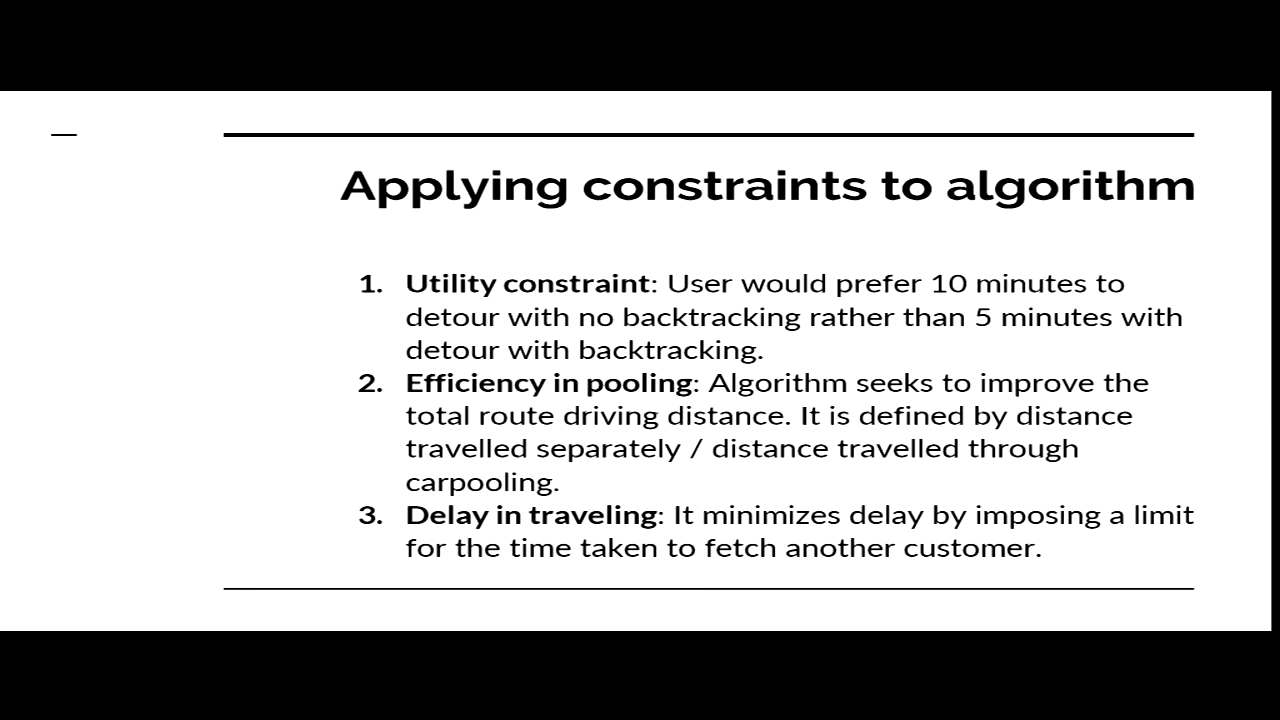 Applying constraints to algorithm
1. Utility constraint: User would prefer 10 minutes to
detour with no backtracking rather than 5 minutes with
detour with backtracking.
2. Efficiency in pooling: Algorithm seeks to improve the
total route driving distance. It is defined by distance
travelled separately / distance travelled through
carpooling.
3. Delay in traveling: It minimizes delay by imposing a limit
for the time taken to fetch another customer.